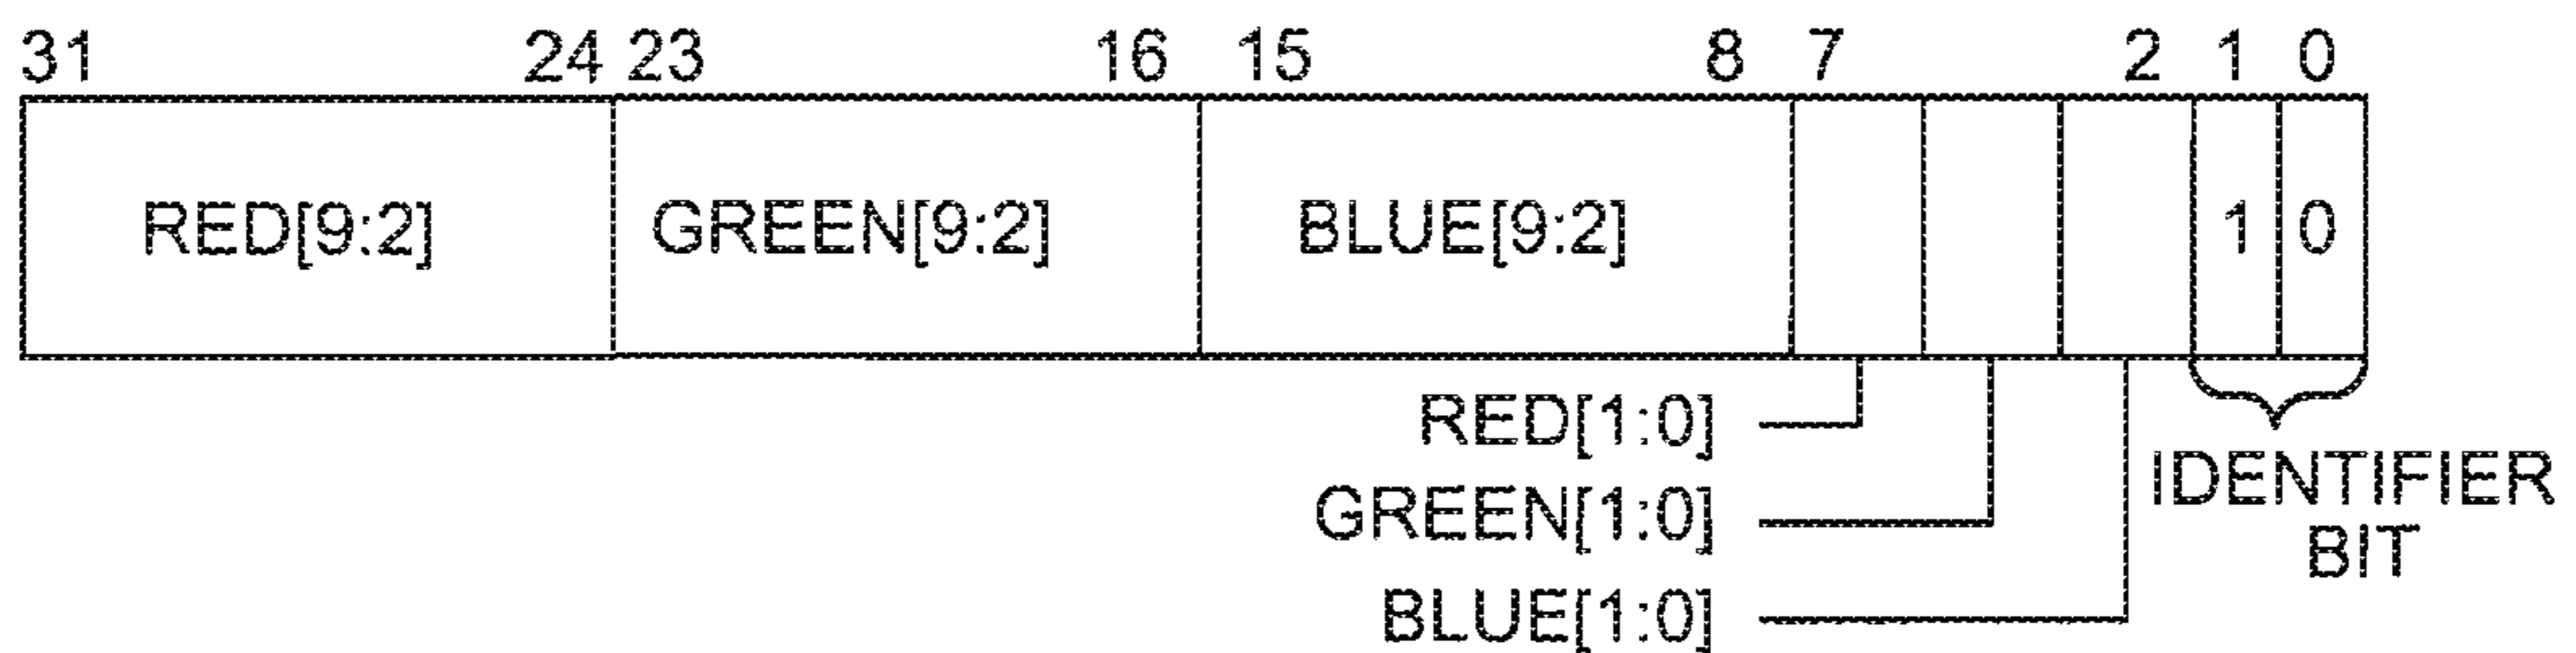 31 24 23 16 15 8 7 2 1 0
RED[9:2] GREEN[9:2] BLUE[9:2] 1 0
RED[1:0]
GREEN[1:0]
BLUE[1:0]
IDENTIFIER
BIT